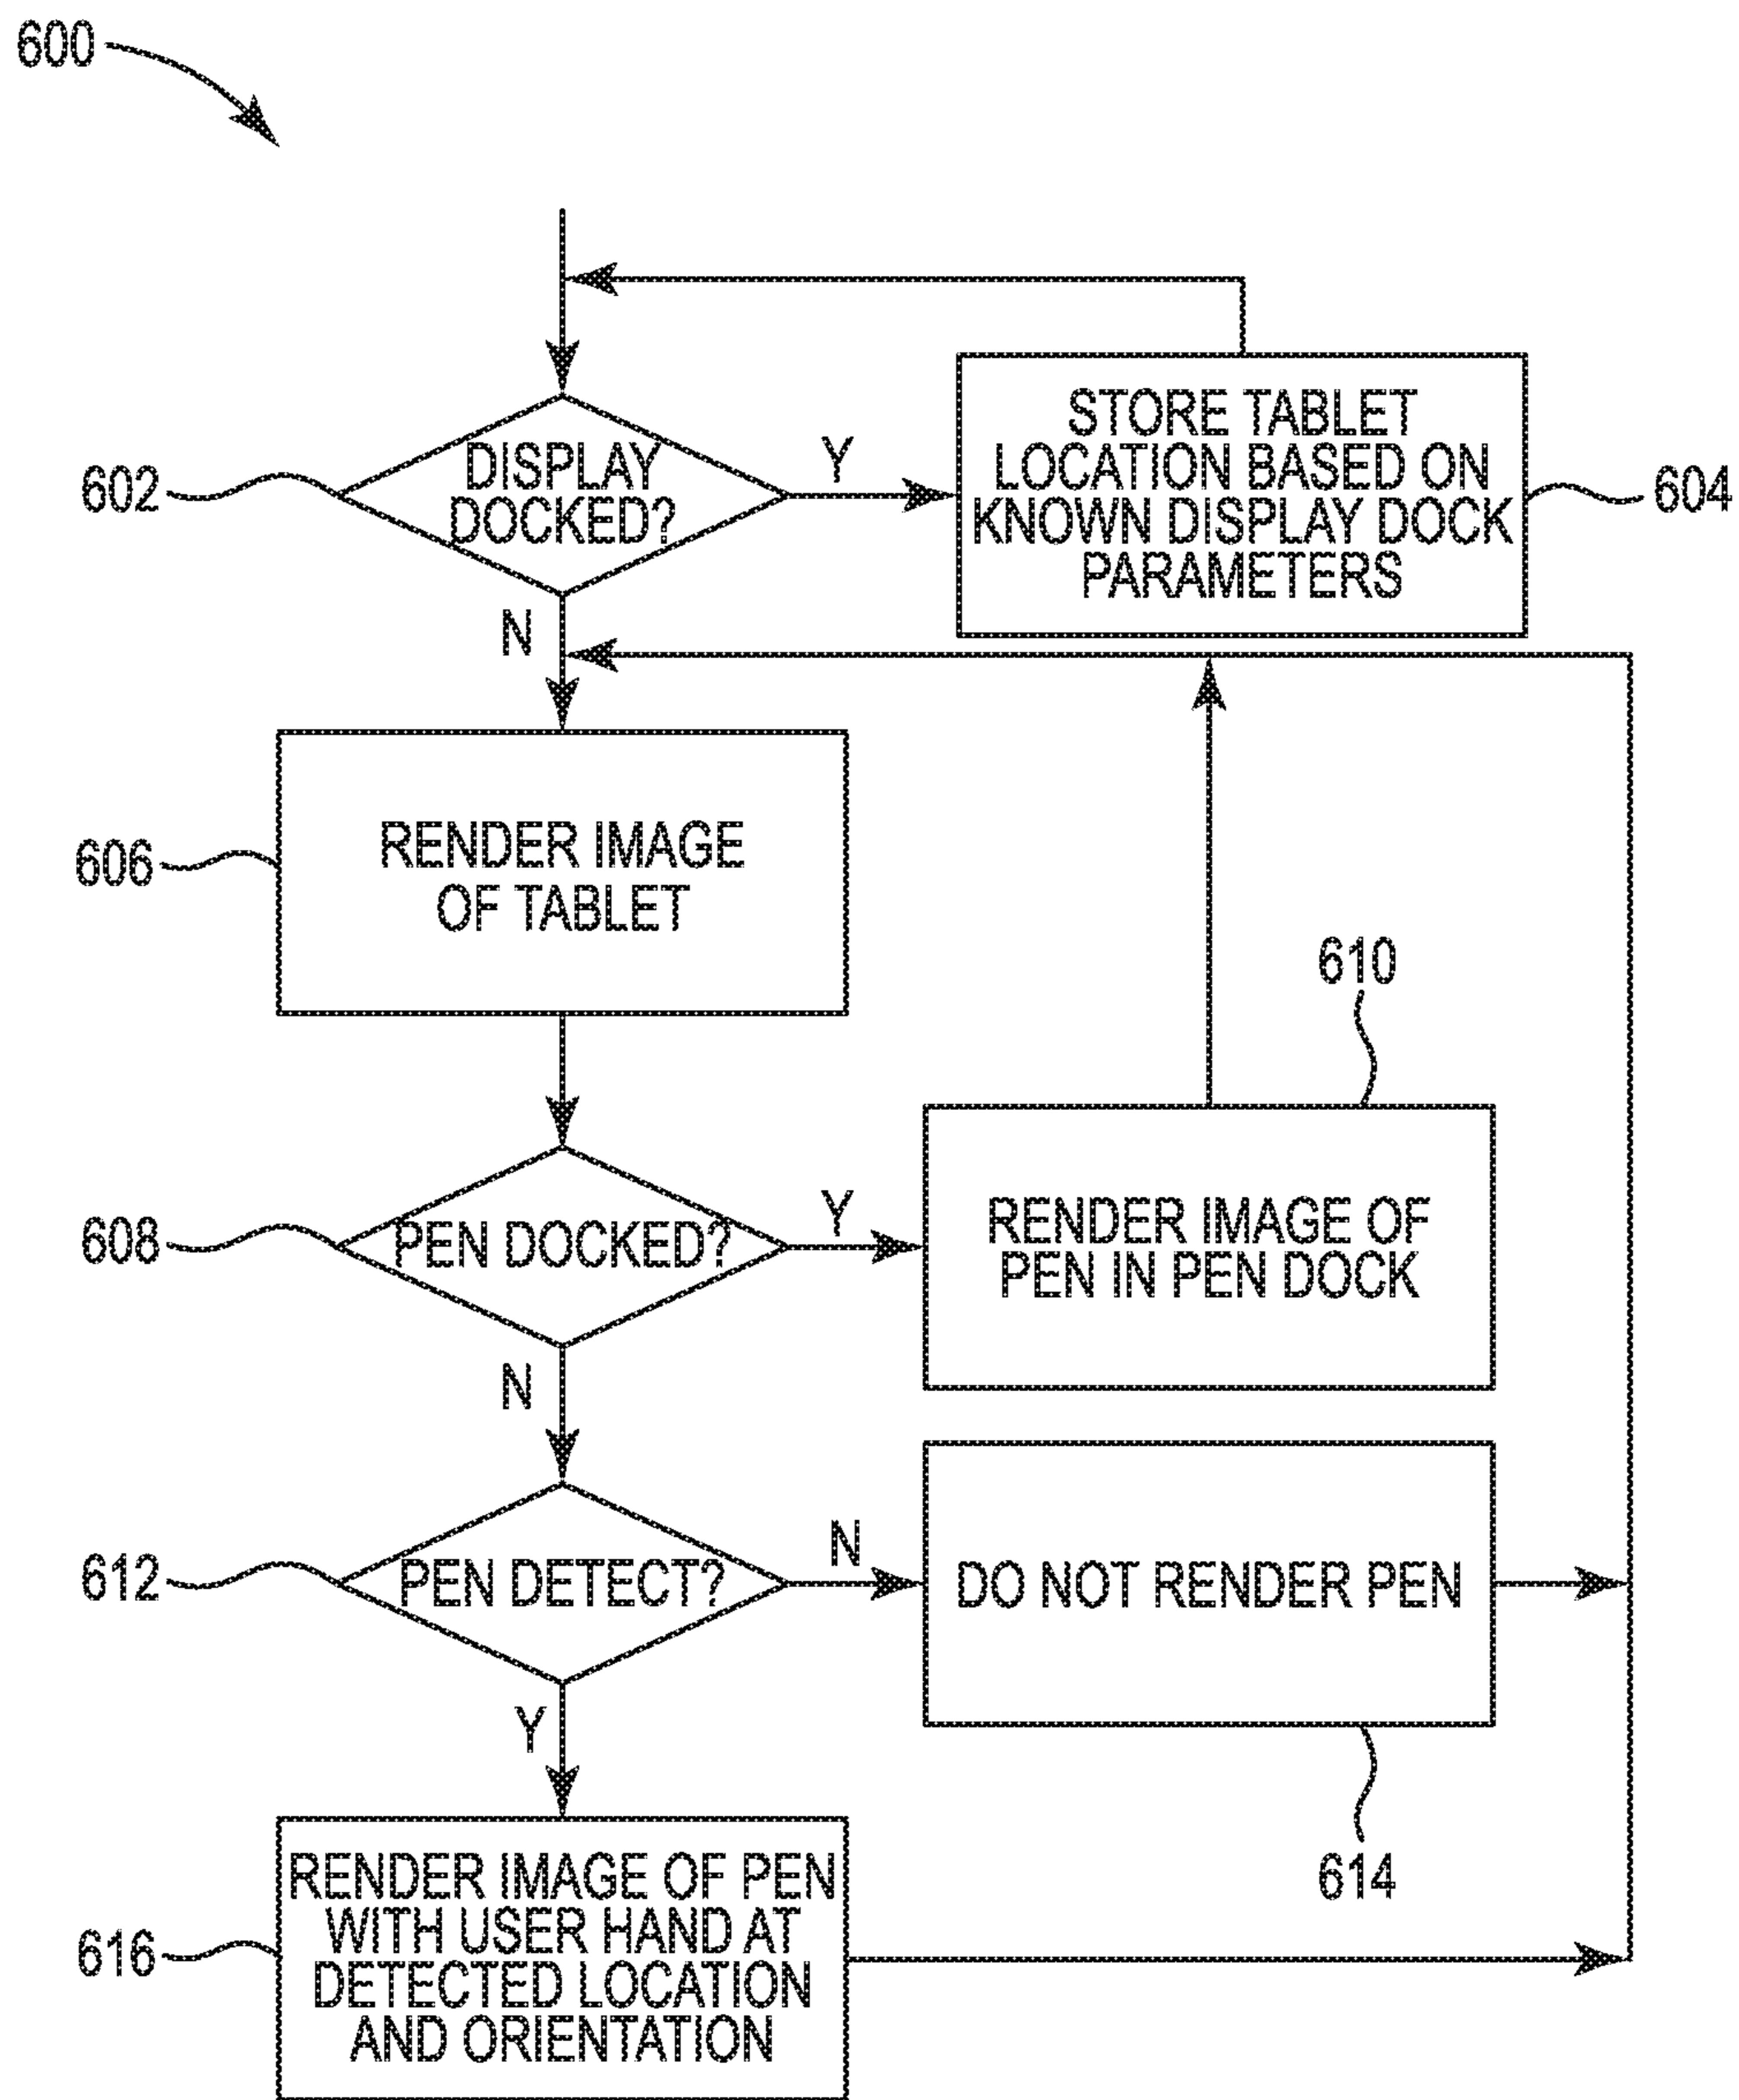 600
602
DISPLAY
DOCKED?
Y
STORE TABLET
LOCATION BASED ON
KNOWN DISPLAY DOCK
PARAMETERS
604
N
606
RENDER IMAGE
OF TABLET
610
608
PEN DOCKED?
Y
RENDER IMAGE OF
PEN IN PEN DOCK
N
612
PEN DETECT?
N
DO NOT RENDER PEN
Y
614
616
RENDER IMAGE OF PEN
WITH USER HAND AT
DETECTED LOCATION
AND ORIENTATION